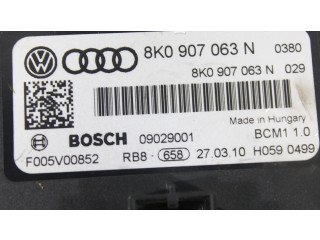 8K0 907 063 N 0380
8K0 907 063 N 029
Made in Hungary
BOSCH 09029001 BCM1 1.0
F005V00852 RB8- 658 27.03.10 H059 0499